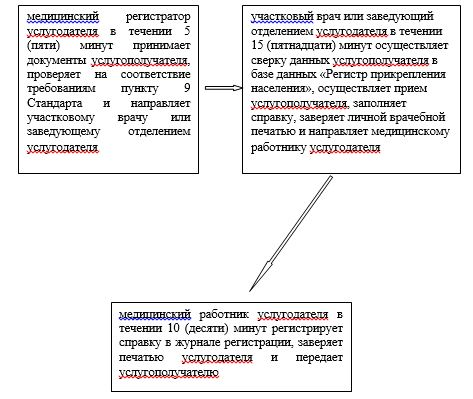 медицинский регистратор
услугодателя в течении 5
(пяти) минут принимает
документы услугополучателя,
проверяет на соответствие
требованиям пункту 9
Стандарта и направляет
участковому врачу или
заведующему отделением
услугодателя
участковый врач или заведующий
отделением услугодателя в течении
15 (пятнадцати) минут осуществляет
сверку данных услугополучателя в
базе данных «Регистр прикрепления
населения», осуществляет прием
услугополучателя, заполняет
справку, заверяет личной врачебной
печатью и направляет медицинскому
работнику услугодателя
медицинский работник услугодателя в
течении 10 (десяти) минут регистрирует
справку в журнале регистрации, заверяет
печатью услугодателя и передает
услугополучателю